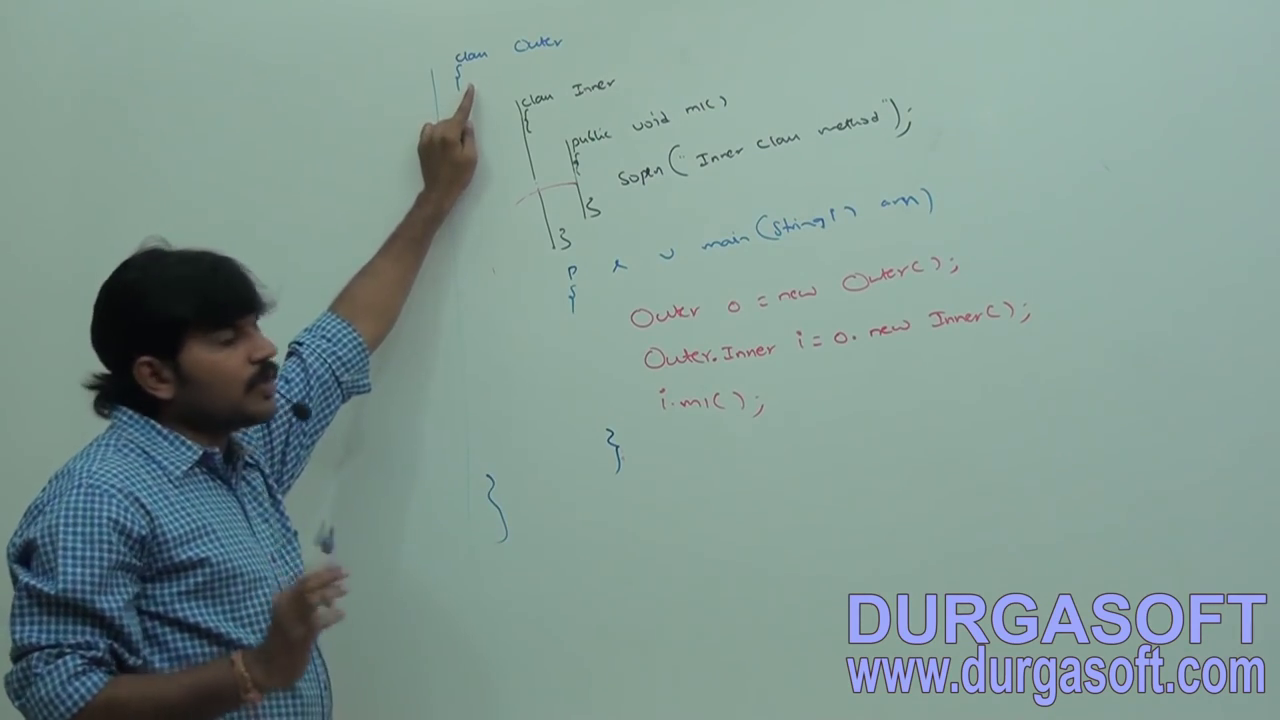 class Outer
{
class Inner
{
public void m1()
{
sopln("Inner class method");
}
}
p s v main(String[] args)
{
Outer o = new Outer();
Outer.Inner i = o.new Inner();
i.m1();
}
}
DURGASOFT
www.durgasoft.com